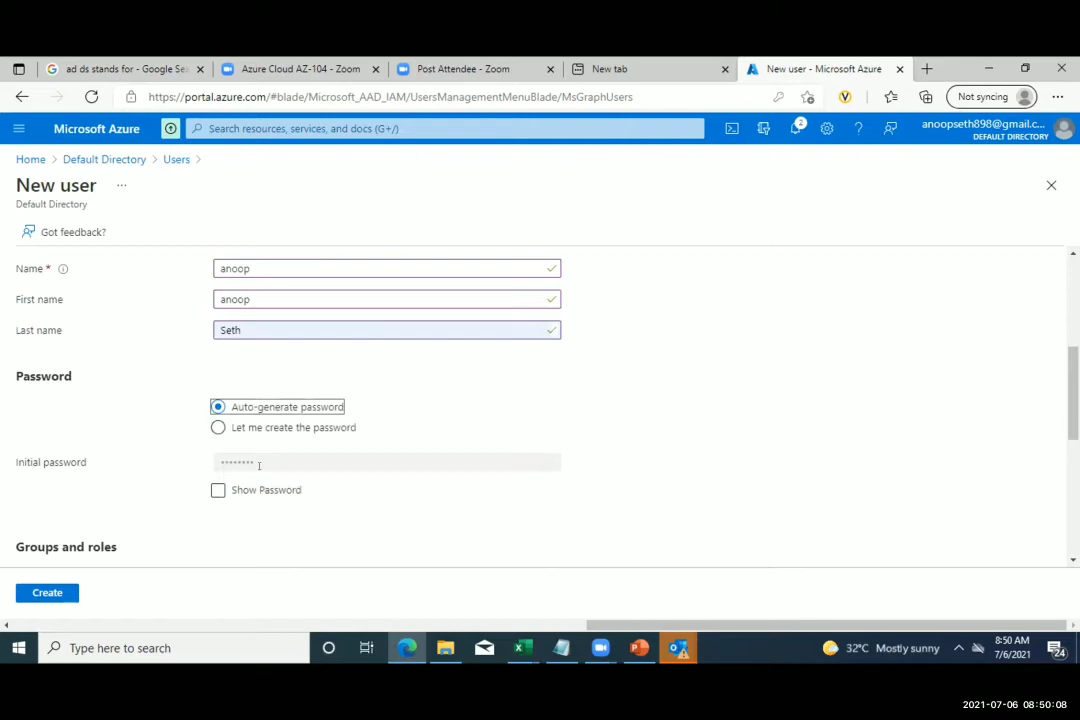 ad ds stands for - Google Sea
Azure Cloud AZ-104 - Zoom
Post Attendee - Zoom
New tab
New user - Microsoft Azure
https://portal.azure.com/#blade/Microsoft_AAD_IAM/UsersManagementMenuBlade/MsGraphUsers
Not syncing
Microsoft Azure
Search resources, services, and docs (G+/)
2
anoopseth898@gmail.c...
DEFAULT DIRECTORY
Home > Default Directory > Users >
New user ...
Default Directory
Got feedback?
Name * anoop
First name anoop
Last name Seth
Password
Auto-generate password
Let me create the password
Initial password ********
Show Password
Groups and roles
Create
Type here to search
32°C Mostly sunny
8:50 AM
7/6/2021
24
2021-07-06 08:50:08